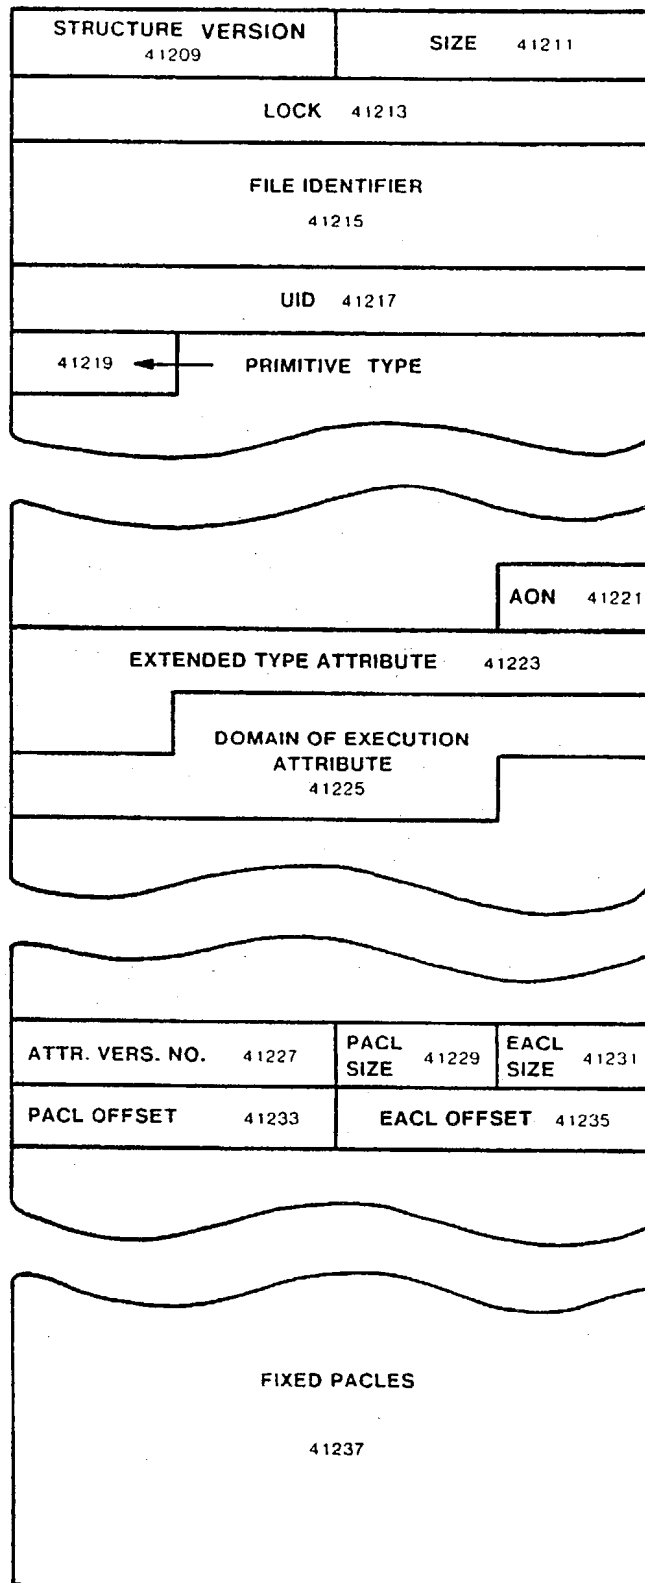 STRUCTURE VERSION
41209
SIZE 41211
LOCK 41213
FILE IDENTIFIER
41215
UID 41217
41219 PRIMITIVE TYPE
AON 41221
EXTENDED TYPE ATTRIBUTE 41223
DOMAIN OF EXECUTION
ATTRIBUTE
41225
ATTR. VERS. NO. 41227
PACL
SIZE 41229
EACL
SIZE 41231
PACL OFFSET 41233
EACL OFFSET 41235
FIXED PACLES
41237